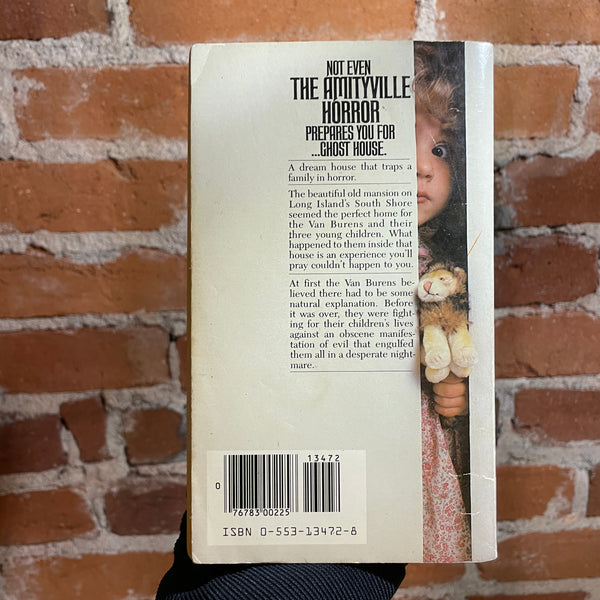 NOT EVEN
THE AMITYVILLE
HORROR
PREPARES YOU FOR
...GHOST HOUSE.
A dream house that traps a
family in horror.
The beautiful old mansion on
Long Island's South Shore
seemed the perfect home for
the Van Burens and their
three young children. What
happened to them inside that
house is an experience you'll
pray couldn't happen to you.
At first the Van Burens be-
lieved there had to be some
natural explanation. Before
it was over, they were fight-
ing for their children's lives
against an obscene manifes-
tation of evil that engulfed
them all in a desperate night-
mare.
13472
0
76783 00225
ISBN 0-553-13472-8